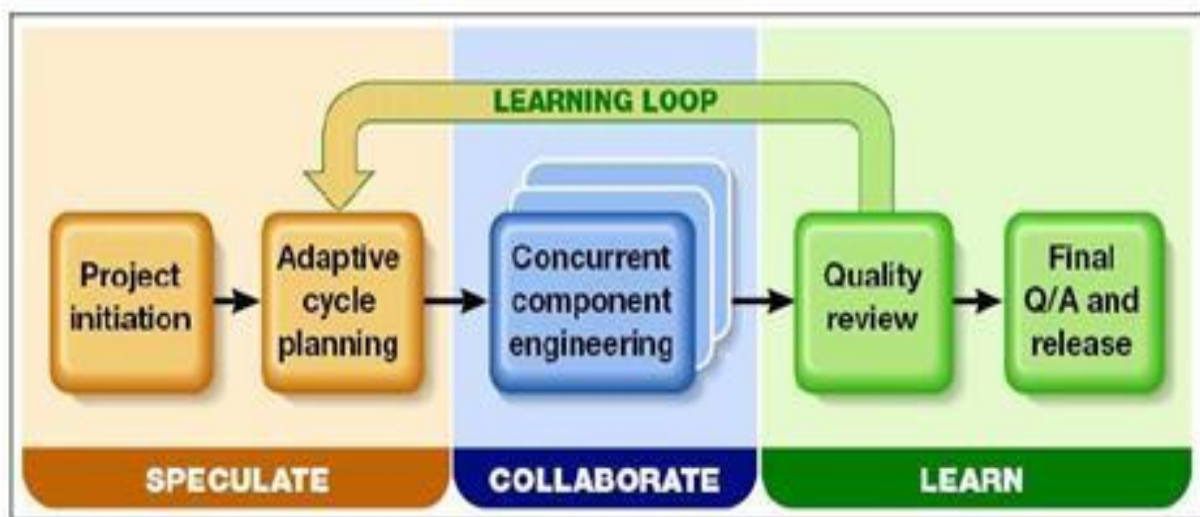 LEARNING LOOP
Project
initiation
Adaptive
cycle
planning
Concurrent
component
engineering
Quality
review
Final
Q/A and
release
SPECULATE
COLLABORATE
LEARN